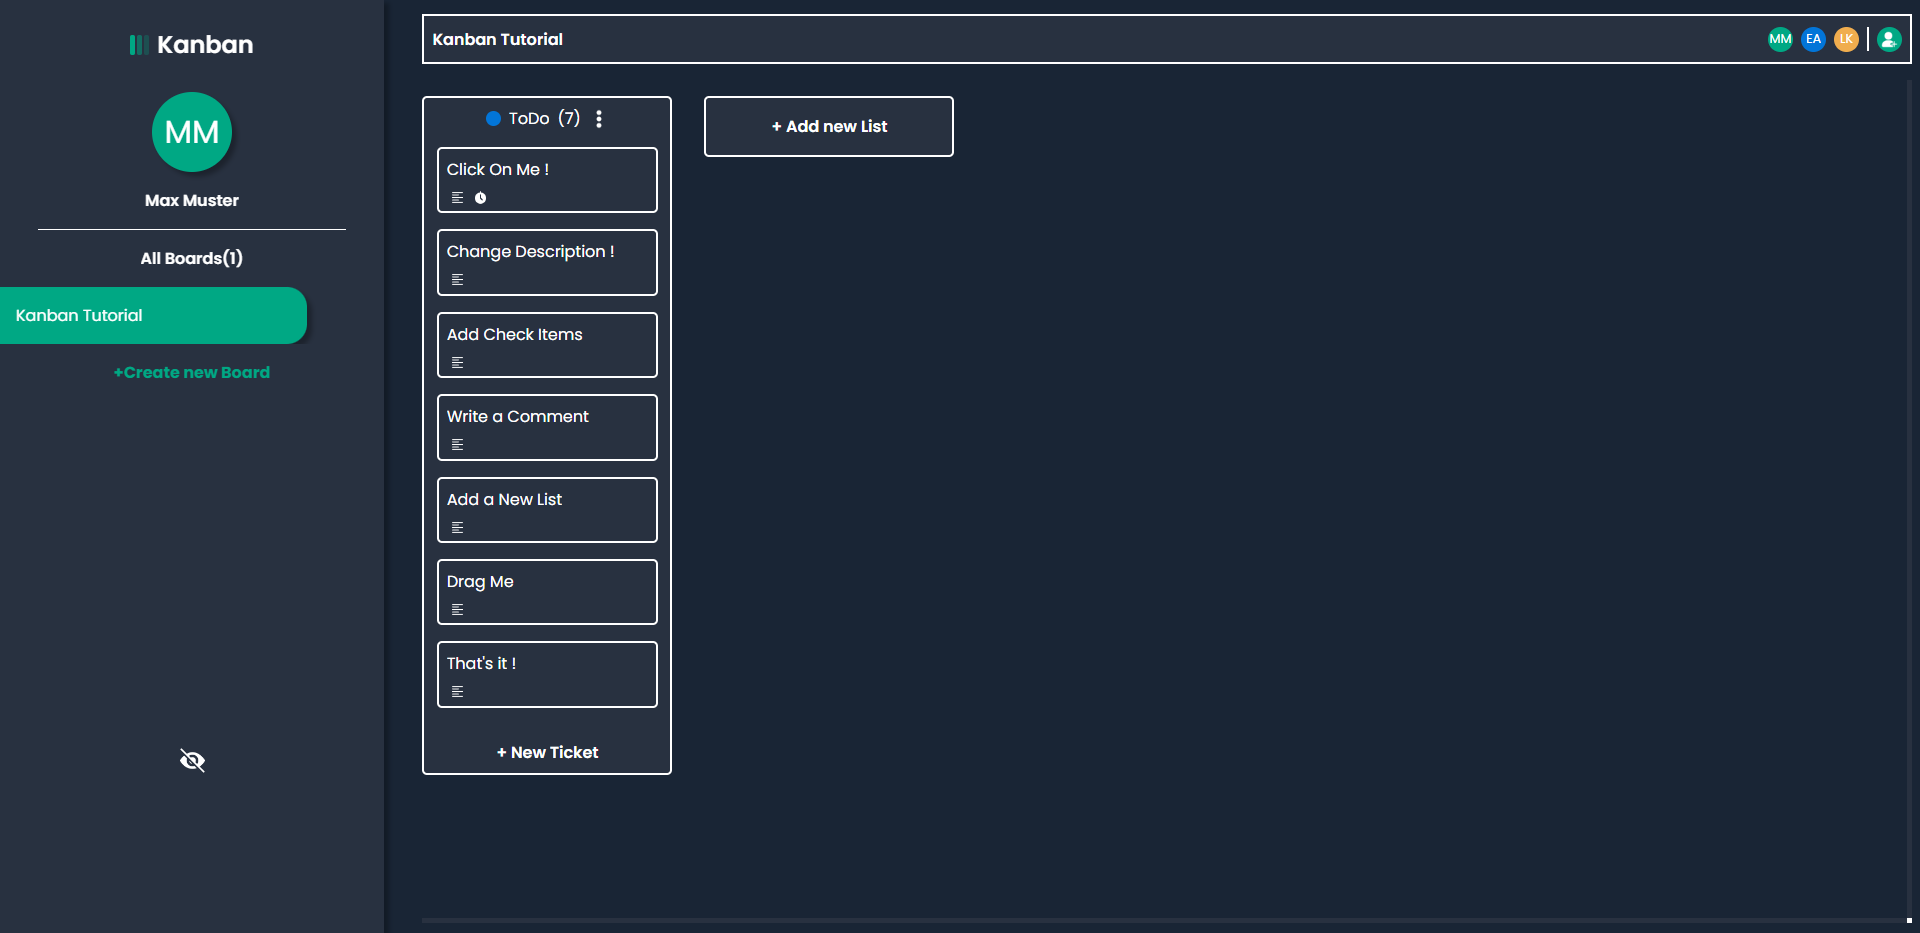 Kanban
MM
Max Muster
All Boards(1)
Kanban Tutorial
+Create new Board
Kanban Tutorial
MM EA LK
ToDo (7)
Click On Me !
Change Description !
Add Check Items
Write a Comment
Add a New List
Drag Me
That's it !
+ New Ticket
+ Add new List